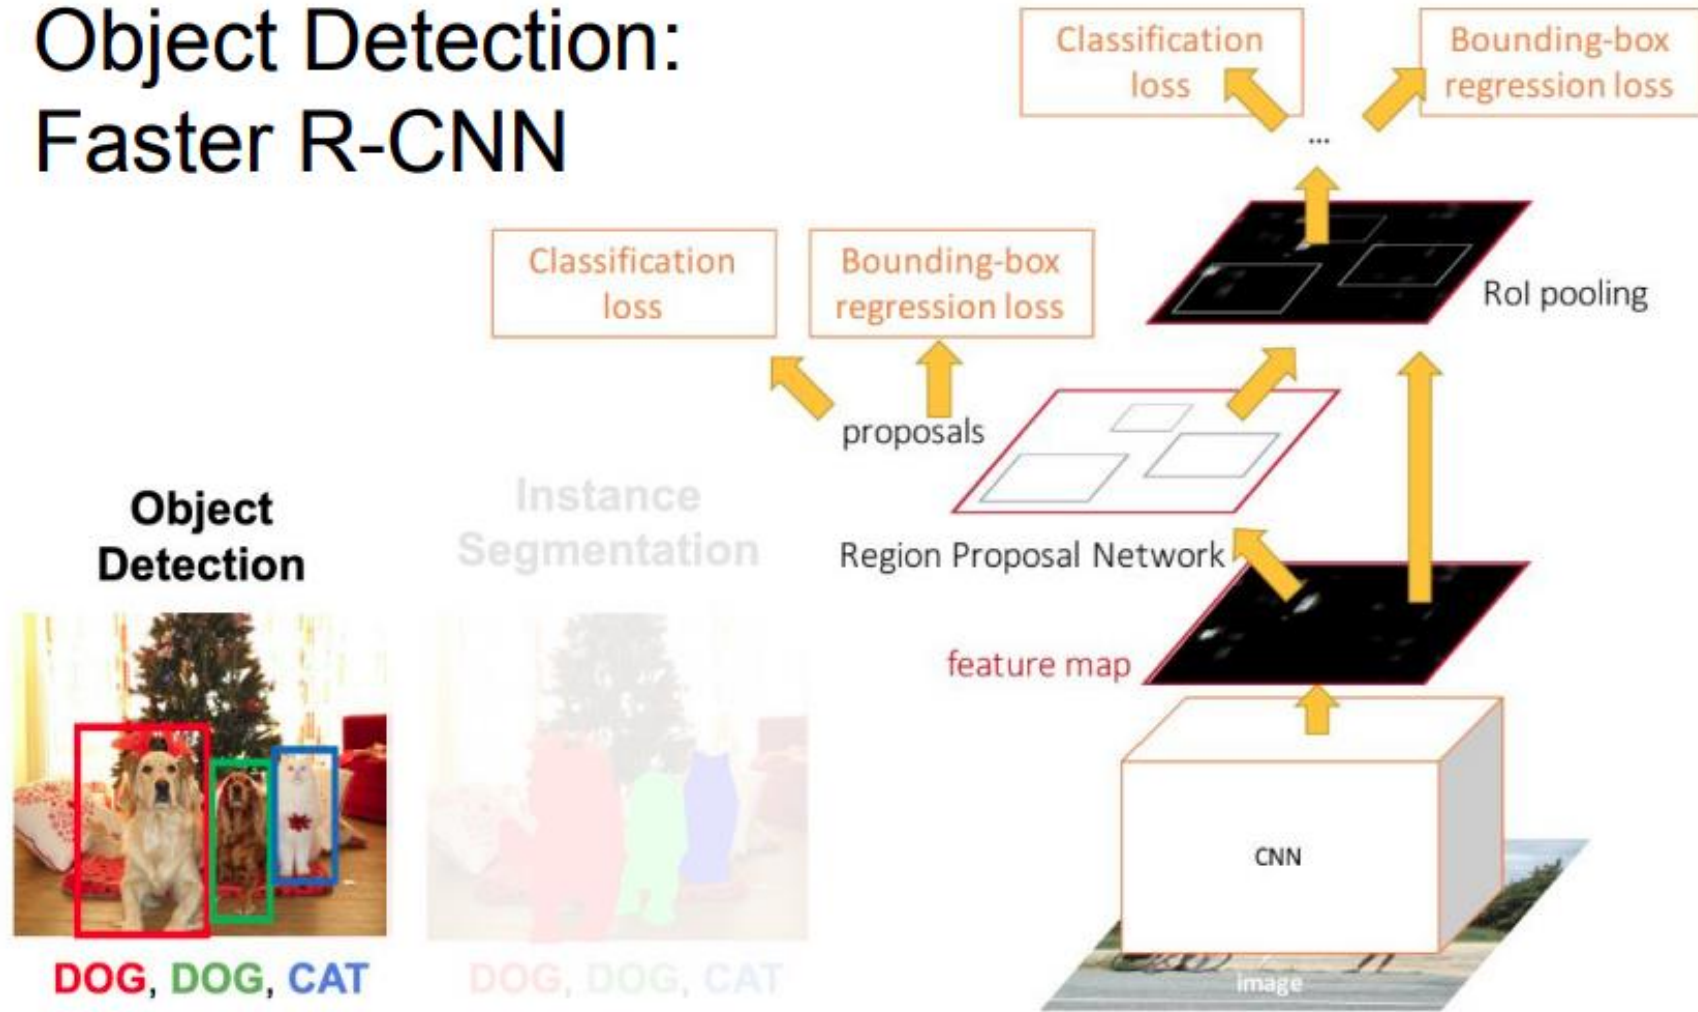 Object Detection:
Faster R-CNN
Classification
loss
Bounding-box
regression loss
...
Classification
loss
Bounding-box
regression loss
RoI pooling
proposals
Region Proposal Network
feature map
CNN
image
Object
Detection
Instance
Segmentation
DOG, DOG, CAT
DOG, DOG, CAT